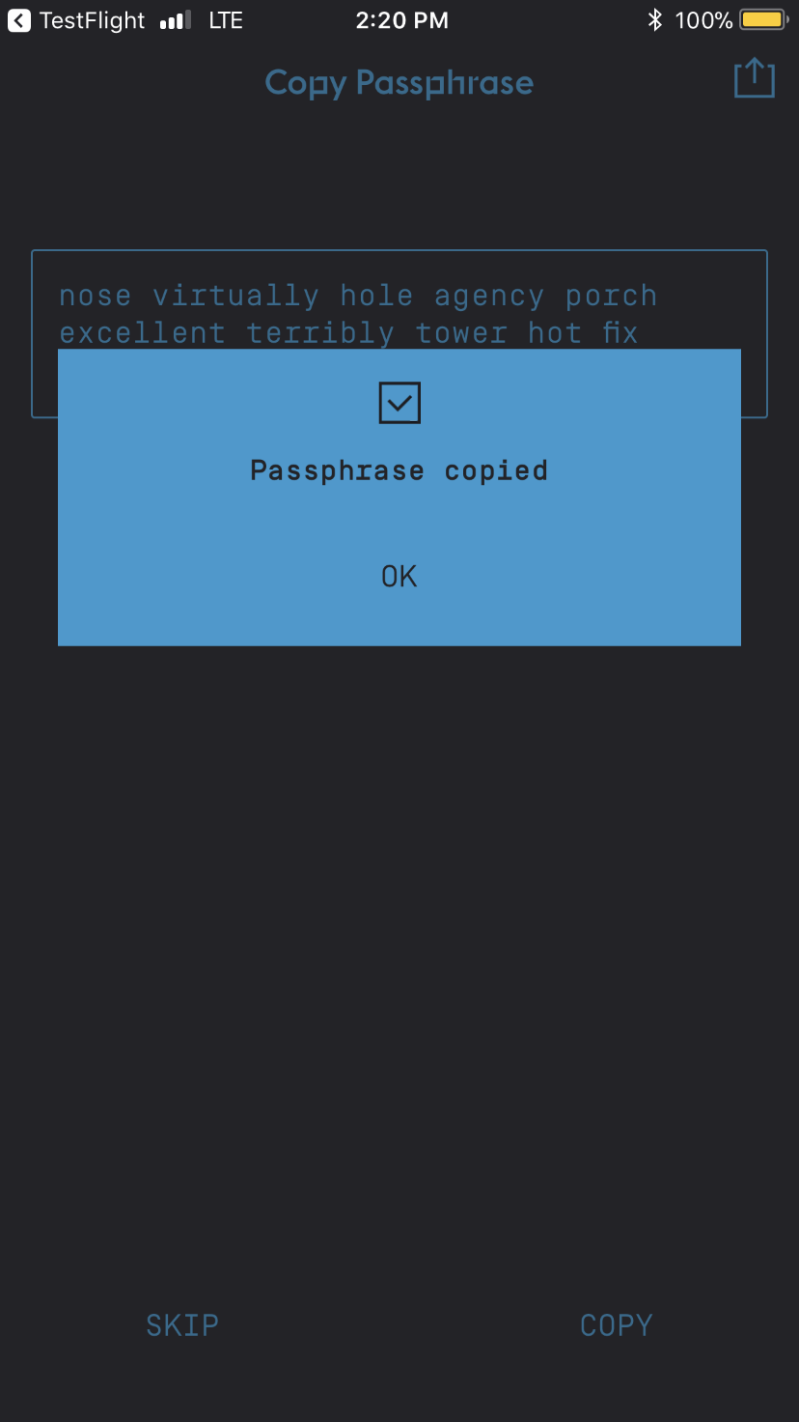 TestFlight LTE 2:20 PM 100%
Copy Passphrase
nose virtually hole agency porch
excellent terribly tower hot fix
Passphrase copied
OK
SKIP COPY